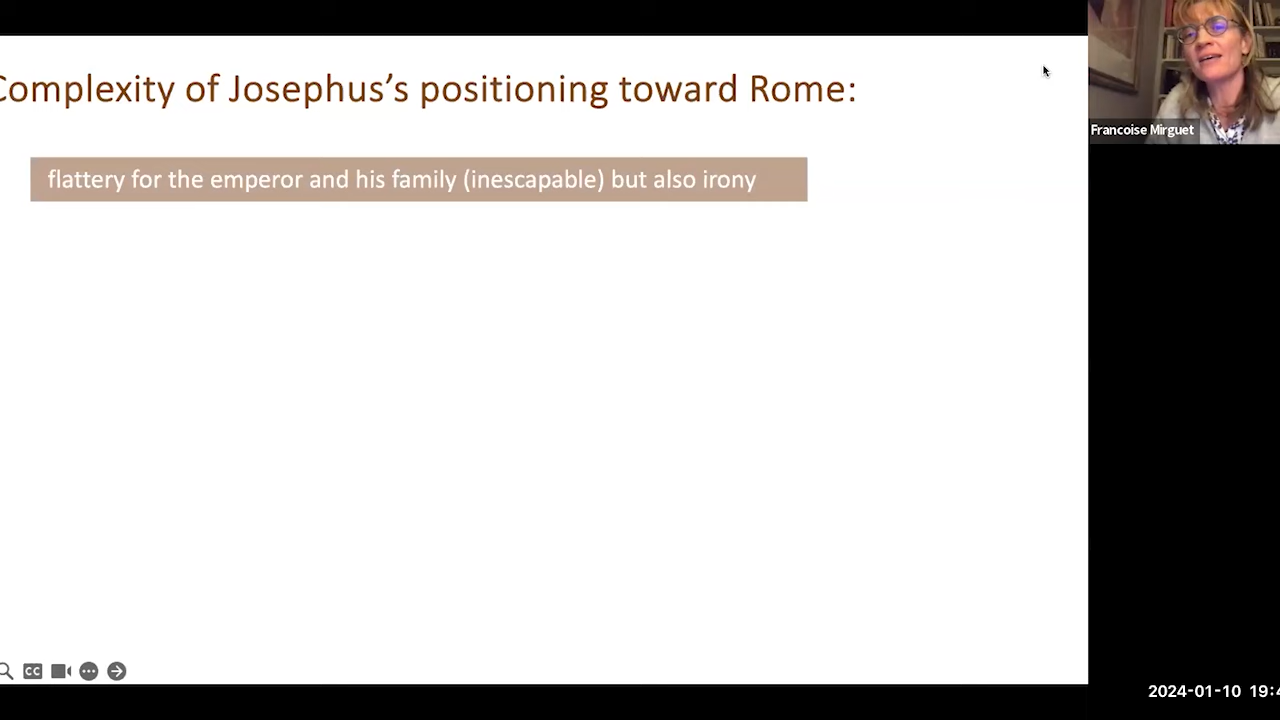 Complexity of Josephus’s positioning toward Rome:
flattery for the emperor and his family (inescapable) but also irony
Francoise Mirguet
CC
2024-01-10 19:4